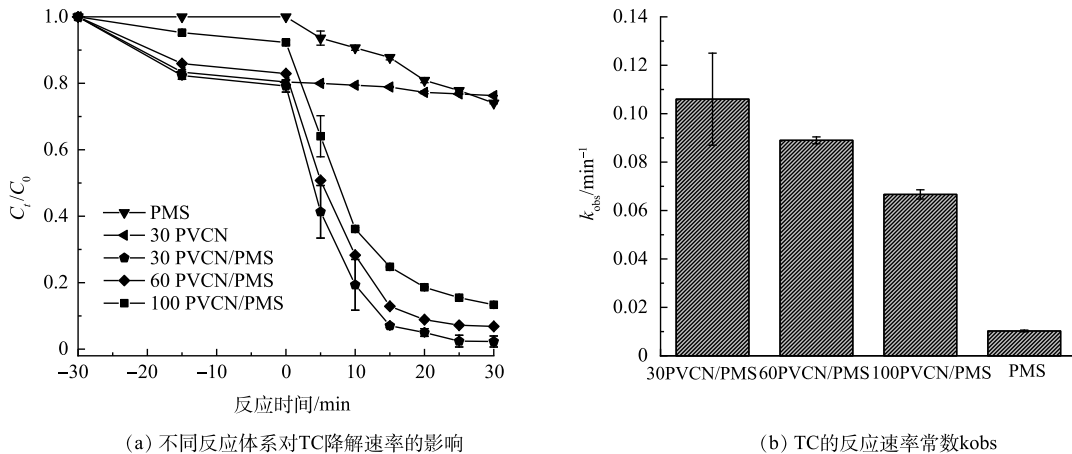 1.0
0.8
0.6
0.4
0.2
0
Ct/C0
PMS
30 PVCN
30 PVCN/PMS
60 PVCN/PMS
100 PVCN/PMS
−30 −20 −10 0 10 20 30
反应时间/min
(a) 不同反应体系对TC降解速率的影响
0.14
0.12
0.10
0.08
0.06
0.04
0.02
0
kobs/min−1
30PVCN/PMS 60PVCN/PMS 100PVCN/PMS PMS
(b) TC的反应速率常数kobs